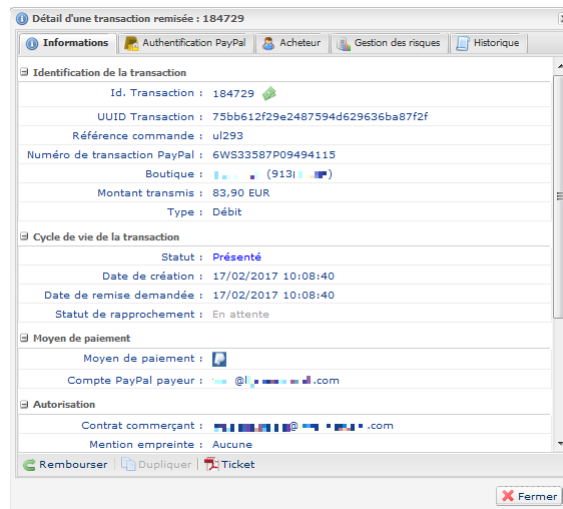 Détail d'une transaction remisée : 184729
Informations Authentification PayPal Acheteur Gestion des risques Historique
Identification de la transaction
Id. Transaction : 184729
UUID Transaction : 75bb612f29e2487594d629636ba87f2f
Référence commande : ul293
Numéro de transaction PayPal : 6WS33587P09494115
Boutique : (913
Montant transmis : 83,90 EUR
Type : Débit
Cycle de vie de la transaction
Statut : Présenté
Date de création : 17/02/2017 10:08:40
Date de remise demandée : 17/02/2017 10:08:40
Statut de rapprochement : En attente
Moyen de paiement
Moyen de paiement :
Compte PayPal payeur : @ .com
Autorisation
Contrat commerçant : @ .com
Mention empreinte : Aucune
Rembourser Dupliquer Ticket
Fermer